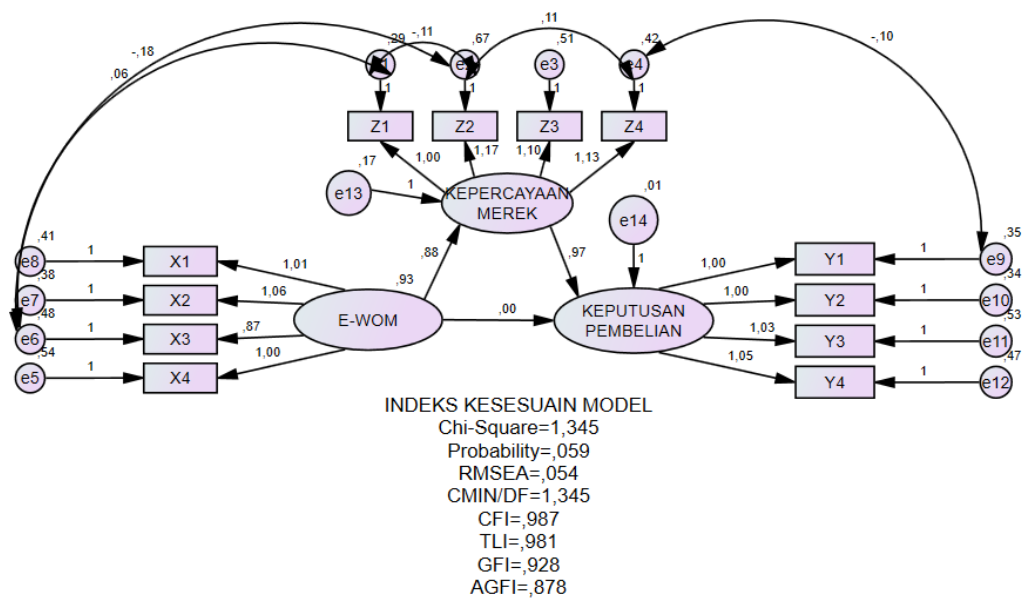 -,18
,06
,29
-,11
,67
,11
,51
,42
-,10
e3
e4
1
1
1
1
Z1
Z2
Z3
Z4
1,00
1,17
1,10
1,13
,17
e13
1
KEPERCAYAAN
MEREK
,01
e14
1
,88
,97
,41
e8
1
X1
1,01
,38
e7
1
X2
1,06
,48
e6
1
X3
,87
,54
e5
1
X4
1,00
,93
E-WOM
,00
KEPUTUSAN
PEMBELIAN
1,00
Y1
1
,35
e9
1,00
Y2
1
,34
e10
1,03
Y3
1
,53
e11
1,05
Y4
1
,47
e12
INDEKS KESESUAIN MODEL
Chi-Square=1,345
Probability=,059
RMSEA=,054
CMIN/DF=1,345
CFI=,987
TLI=,981
GFI=,928
AGFI=,878